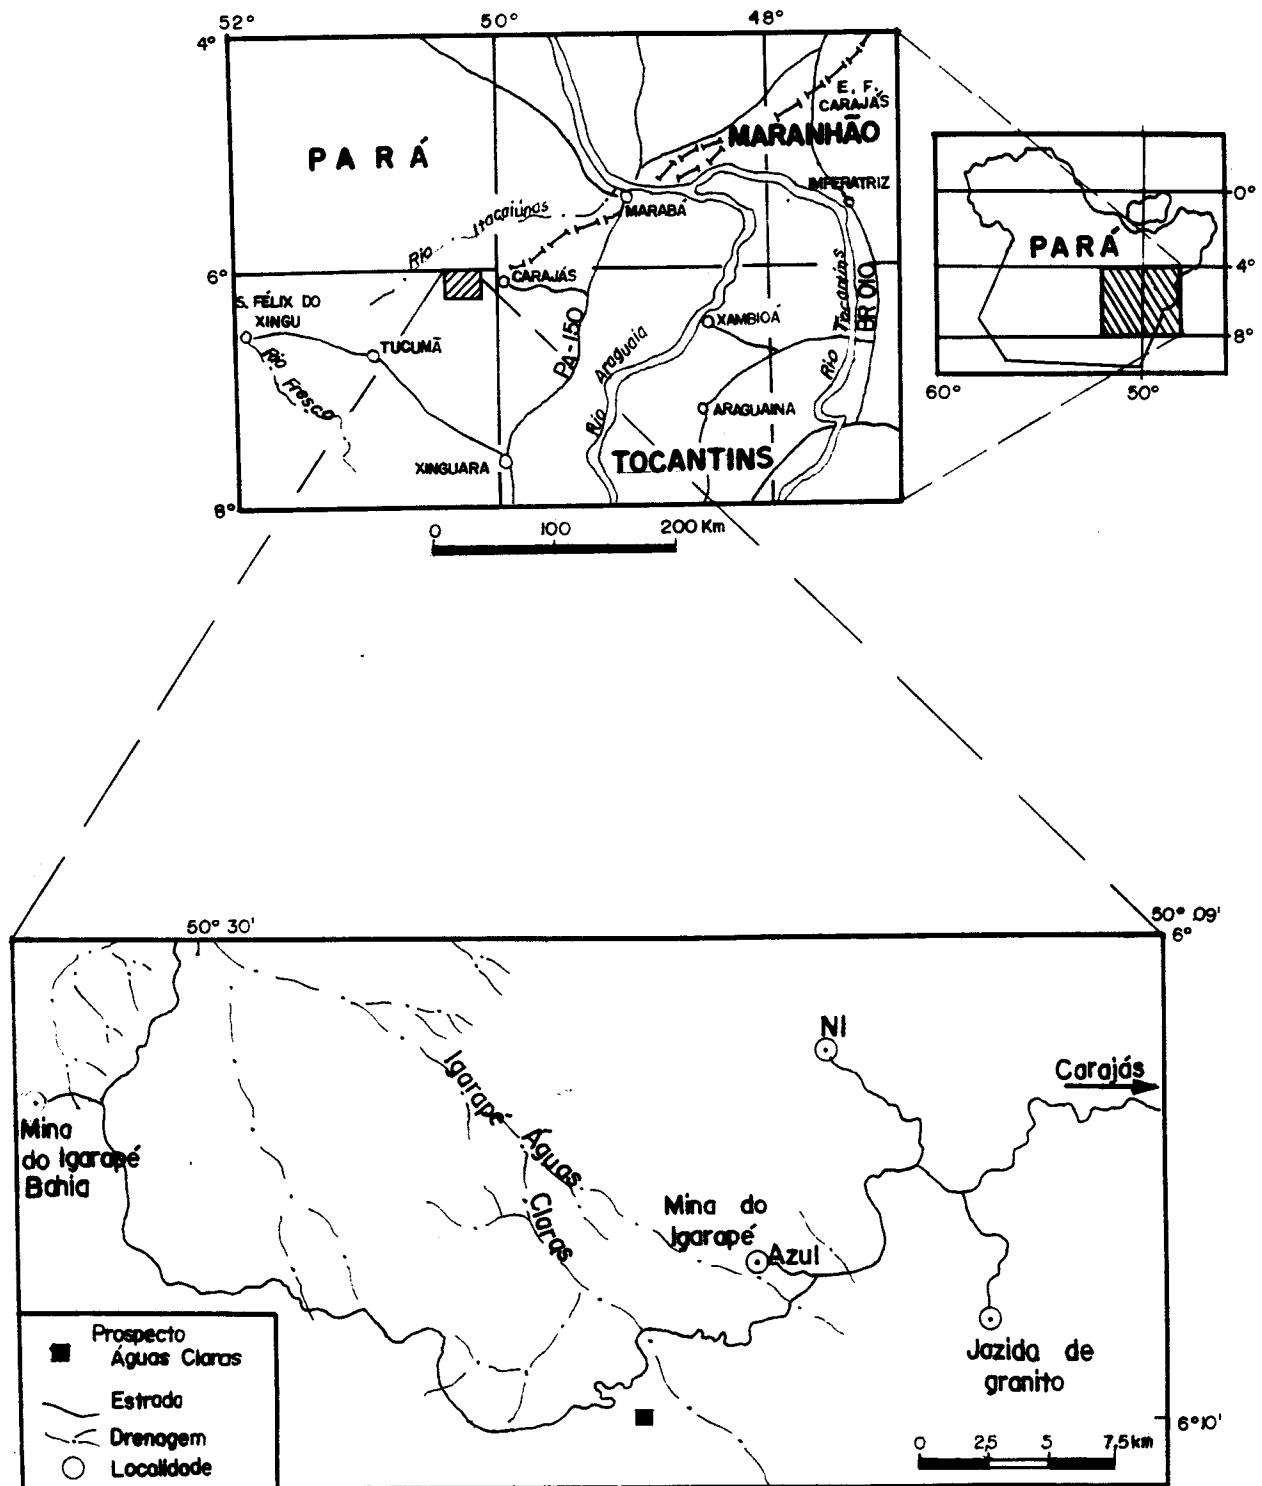 52°
50°
48°
4°
E. F.
CARAJÁS
MARANHÃO
PARÁ
IMPERATRIZ
Rio Itacaiúnas
MARABÁ
0°
PARÁ
4°
8°
60°
50°
6°
CARAJÁS
S. FÉLIX DO
XINGU
TUCUMÃ
Rio Fresco
PA-150
Rio Araguaia
XAMBIOÁ
Rio Tocantins
BR 010
ARAGUAINA
XINGUARA
TOCANTINS
8°
0 100 200 Km
50° 30'
50° 09'
6°
N1
Carajás
Igarapé Águas
Claras
Mina
do Igarapé
Bahia
Mina do
Igarapé
Azul
Jazida de
granito
Prospecto
Águas Claras
Estrada
Drenagem
Localidade
6°10'
0 2,5 5 7,5 km